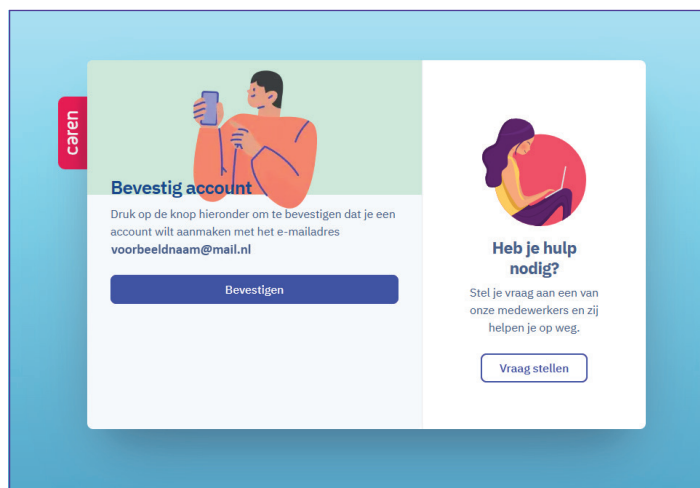 caren
Bevestig account
Druk op de knop hieronder om te bevestigen dat je een
account wilt aanmaken met het e-mailadres
voorbeeldnaam@mail.nl
Bevestigen
Heb je hulp
nodig?
Stel je vraag aan een van
onze medewerkers en zij
helpen je op weg.
Vraag stellen